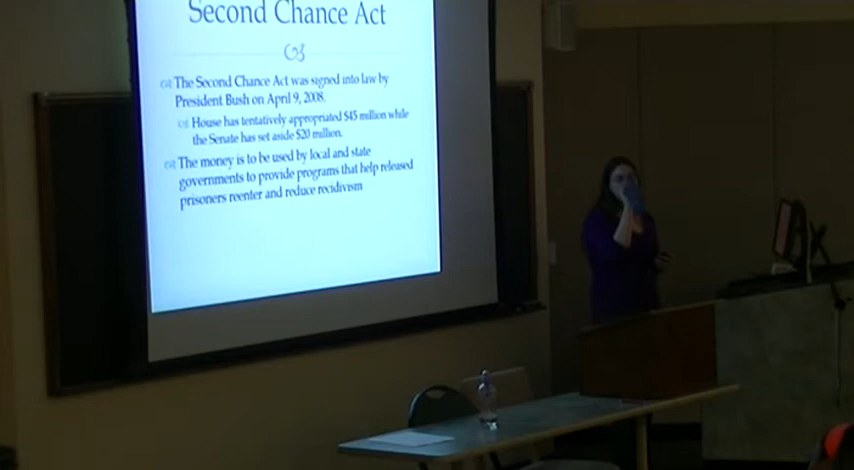 Second Chance Act
The Second Chance Act was signed into law by
President Bush on April 9, 2008.
House has tentatively appropriated $45 million while
the Senate has set aside $20 million.
The money is to be used by local and state
governments to provide programs that help released
prisoners reenter and reduce recidivism